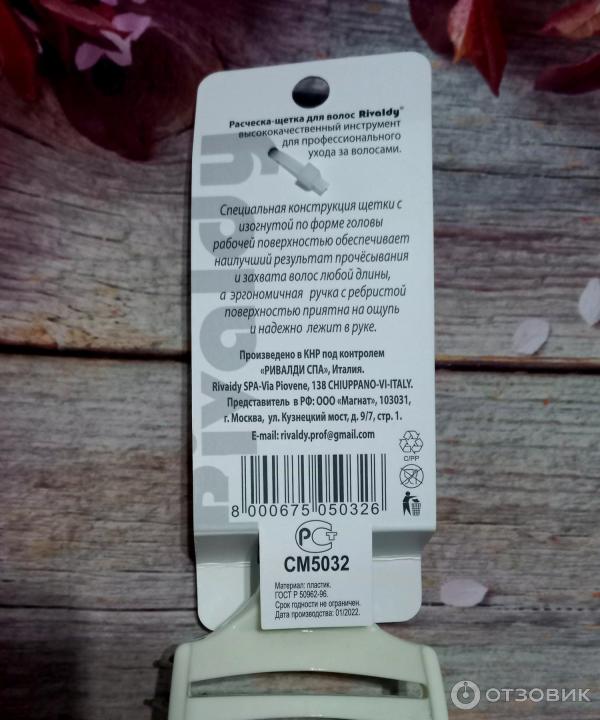 Расческа-щетка для волос Rivaldy®
высококачественный инструмент
для профессионального
ухода за волосами.
Rivaldy
Специальная конструкция щетки с
изогнутой по форме головы
рабочей поверхностью обеспечивает
наилучший результат прочёсывания
и захвата волос любой длины,
а эргономичная ручка с ребристой
поверхностью приятна на ощупь
и надежно лежит в руке.
Произведено в КНР под контролем
«РИВАЛДИ СПА», Италия.
Rivaidy SPA-Via Piovene, 138 CHIUPPANO-VI-ITALY.
Представитель в РФ: ООО «Магнат», 103031,
г. Москва, ул. Кузнецкий мост, д. 9/7, стр. 1.
E-mail: rivaldy.prof@gmail.com
C/PP
8 000675 050326
РСТ
CM5032
Материал: пластик.
ГОСТ Р 50962-96.
Срок годности не ограничен.
Дата производства: 01/2022.
ОТЗОВИК